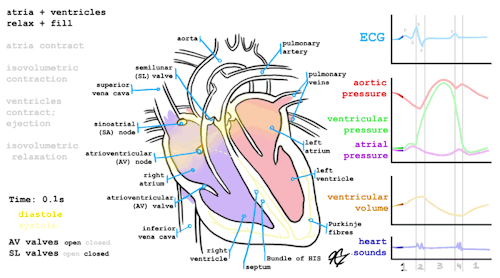 atria + ventricles
relax + fill
atria contract
isovolumetric
contraction
ventricles
contract;
ejection
isovolumetric
relaxation
Time: 0.1s
diastole
systole
AV valves open closed
SL valves open closed
aorta
pulmonary
artery
semilunar
(SL) valve
superior
vena cava
pulmonary
veins
sinoatrial
(SA) node
atrioventricular
(AV) node
left
atrium
right
atrium
left
ventricle
atrioventricular
(AV) valve
inferior
vena cava
Purkinje
fibres
right
ventricle
Bundle of HIS
septum
ECG
aortic
pressure
ventricular
pressure
atrial
pressure
ventricular
volume
heart
sounds
1 2 3 4 1